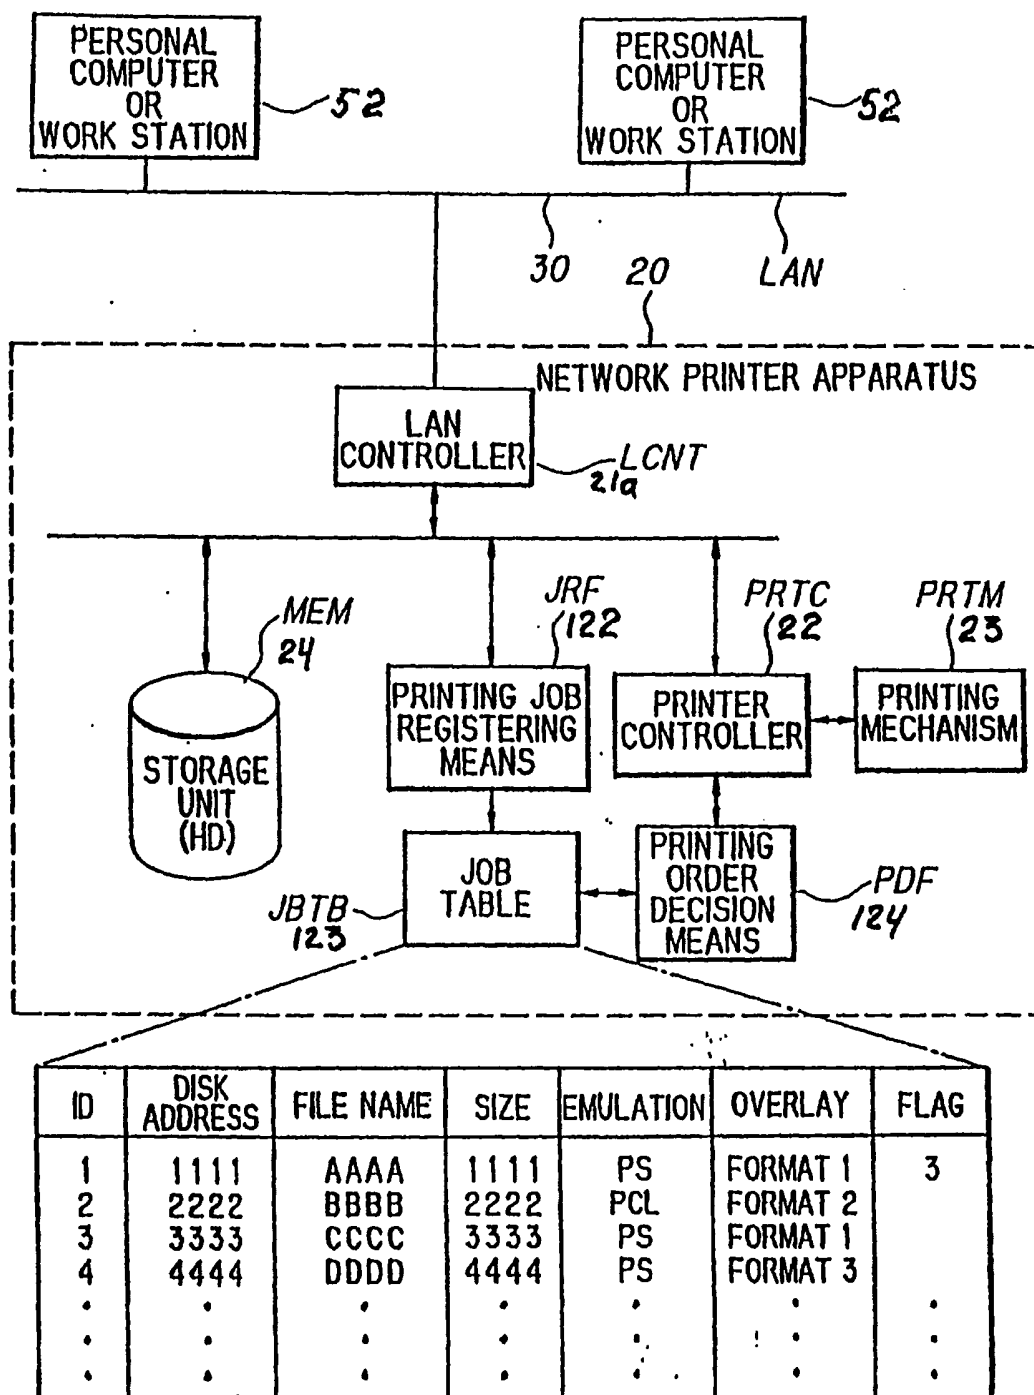 PERSONAL
COMPUTER
OR
WORK STATION
52
PERSONAL
COMPUTER
OR
WORK STATION
52
30
20
LAN
NETWORK PRINTER APPARATUS
LAN
CONTROLLER
LCNT
21a
MEM
24
JRF
122
PRTC
22
PRTM
23
STORAGE
UNIT
(HD)
PRINTING JOB
REGISTERING
MEANS
PRINTER
CONTROLLER
PRINTING
MECHANISM
JOB
TABLE
JBTB
123
PRINTING
ORDER
DECISION
MEANS
PDF
124
ID DISK ADDRESS FILE NAME SIZE EMULATION OVERLAY FLAG
1 1111 AAAA 1111 PS FORMAT 1 3
2 2222 BBBB 2222 PCL FORMAT 2
3 3333 CCCC 3333 PS FORMAT 1
4 4444 DDDD 4444 PS FORMAT 3